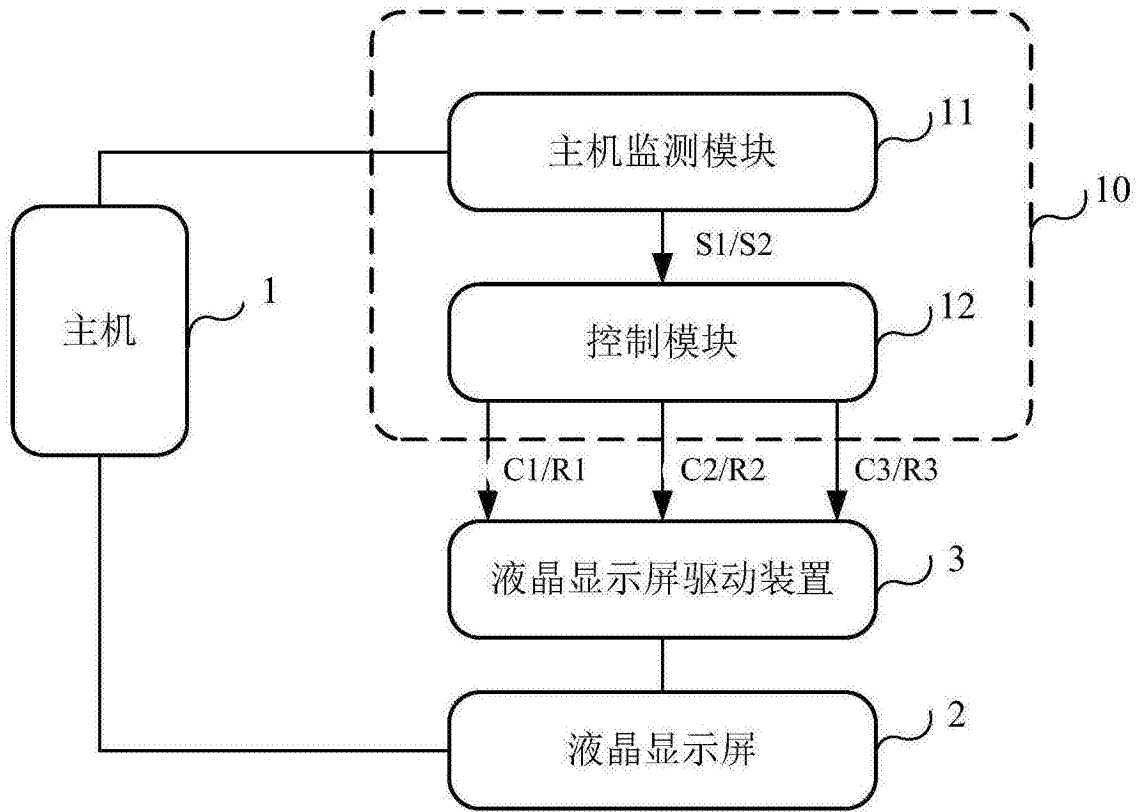 主机监测模块
11
10
S1/S2
主机
1
控制模块
12
C1/R1
C2/R2
C3/R3
液晶显示屏驱动装置
3
液晶显示屏
2